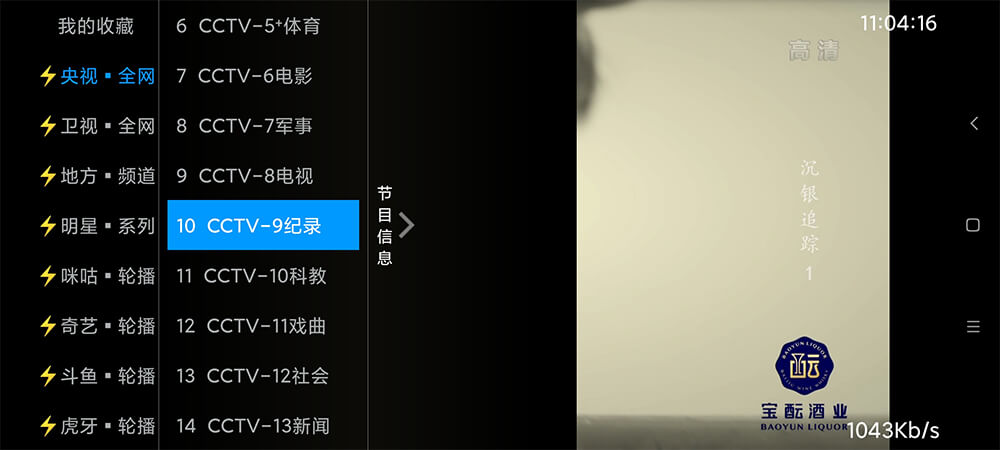 我的收藏
⚡央视▪全网
⚡卫视▪全网
⚡地方▪频道
⚡明星▪系列
⚡咪咕▪轮播
⚡奇艺▪轮播
⚡斗鱼▪轮播
⚡虎牙▪轮播
6 CCTV-5+体育
7 CCTV-6电影
8 CCTV-7军事
9 CCTV-8电视
10 CCTV-9纪录
11 CCTV-10科教
12 CCTV-11戏曲
13 CCTV-12社会
14 CCTV-13新闻
节目信息
11:04:16
高清
沉银追踪1
BAOYUN LIQUOR
宝酝酒业
BAOYUN LIQUOR
1043Kb/s